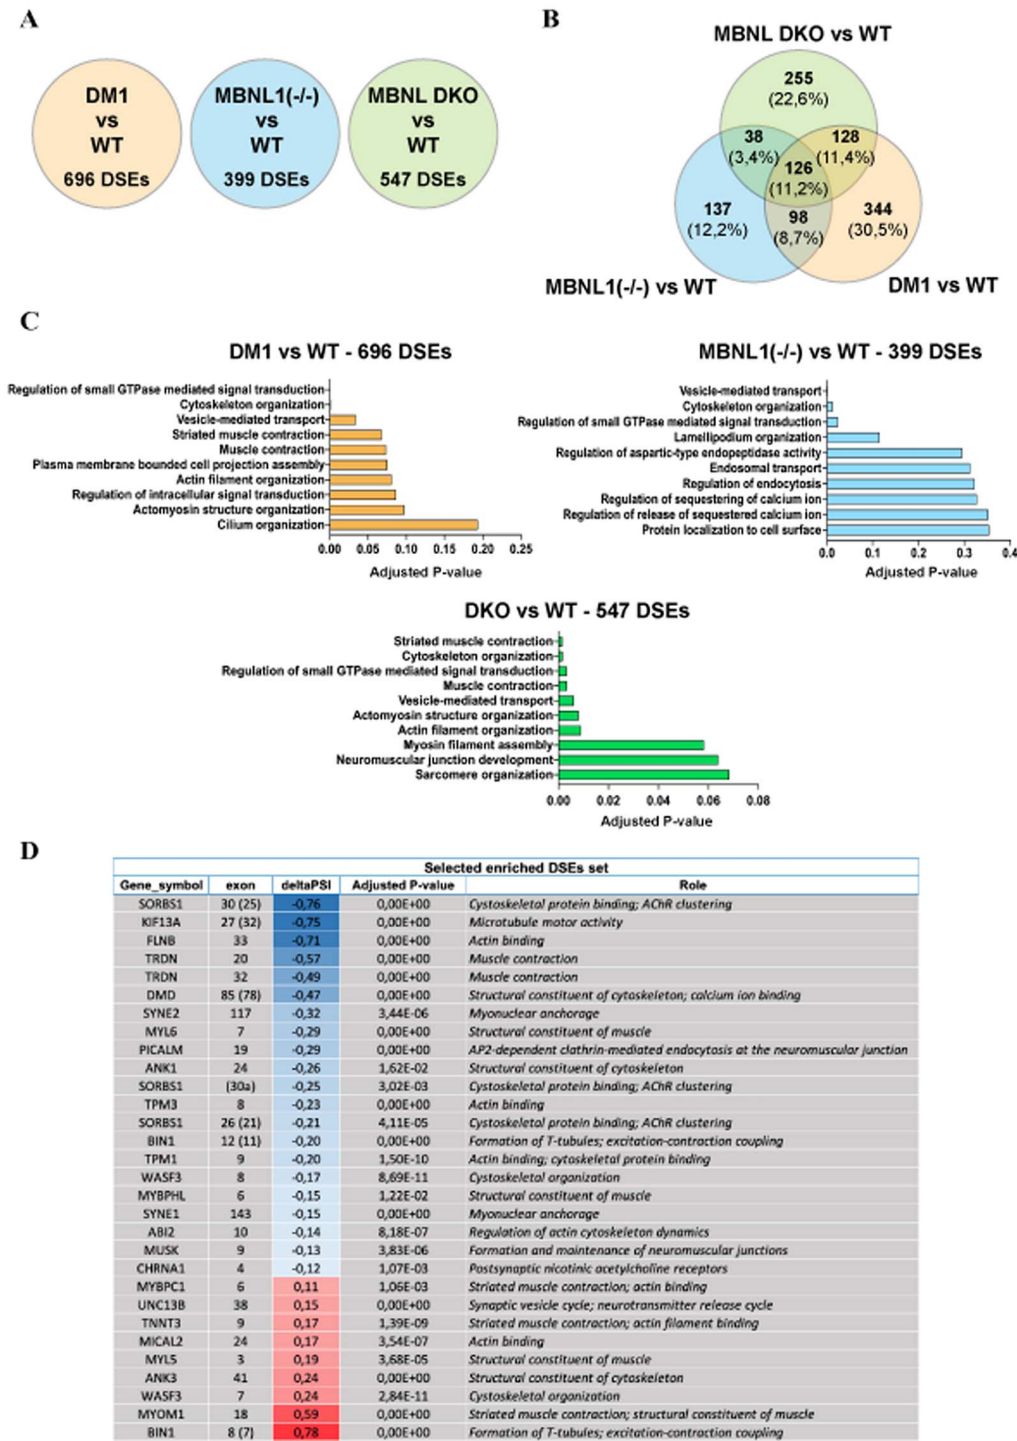 A
DM1
vs
WT
696 DSEs
MBNL1(-/-)
vs
WT
399 DSEs
MBNL DKO
vs
WT
547 DSEs
B
MBNL DKO vs WT
255
(22,6%)
38
(3,4%)
128
(11,4%)
126
(11,2%)
137
(12,2%)
98
(8,7%)
344
(30,5%)
MBNL1(-/-) vs WT
DM1 vs WT
C
DM1 vs WT - 696 DSEs
Regulation of small GTPase mediated signal transduction
Cytoskeleton organization
Vesicle-mediated transport
Striated muscle contraction
Muscle contraction
Plasma membrane bounded cell projection assembly
Actin filament organization
Regulation of intracellular signal transduction
Actomyosin structure organization
Cilium organization
0.00 0.05 0.10 0.15 0.20 0.25
Adjusted P-value
MBNL1(-/-) vs WT - 399 DSEs
Vesicle-mediated transport
Cytoskeleton organization
Regulation of small GTPase mediated signal transduction
Lamellipodium organization
Regulation of aspartic-type endopeptidase activity
Endosomal transport
Regulation of endocytosis
Regulation of sequestering of calcium ion
Regulation of release of sequestered calcium ion
Protein localization to cell surface
0.0 0.1 0.2 0.3 0.4
Adjusted P-value
DKO vs WT - 547 DSEs
Striated muscle contraction
Cytoskeleton organization
Regulation of small GTPase mediated signal transduction
Muscle contraction
Vesicle-mediated transport
Actomyosin structure organization
Actin filament organization
Myosin filament assembly
Neuromuscular junction development
Sarcomere organization
0.00 0.02 0.04 0.06 0.08
Adjusted P-value
D
Selected enriched DSEs set
Gene_symbol exon deltaPSI Adjusted P-value Role
SORBS1 30 (25) -0,76 0,00E+00 Cystoskeletal protein binding; AChR clustering
KIF13A 27 (32) -0,75 0,00E+00 Microtubule motor activity
FLNB 33 -0,71 0,00E+00 Actin binding
TRDN 20 -0,57 0,00E+00 Muscle contraction
TRDN 32 -0,49 0,00E+00 Muscle contraction
DMD 85 (78) -0,47 0,00E+00 Structural constituent of cytoskeleton; calcium ion binding
SYNE2 117 -0,32 3,44E-06 Myonuclear anchorage
MYL6 7 -0,29 0,00E+00 Structural constituent of muscle
PICALM 19 -0,29 0,00E+00 AP2-dependent clathrin-mediated endocytosis at the neuromuscular junction
ANK1 24 -0,26 1,62E-02 Structural constituent of cytoskeleton
SORBS1 (30a) -0,25 3,02E-03 Cystoskeletal protein binding; AChR clustering
TPM3 8 -0,23 0,00E+00 Actin binding
SORBS1 26 (21) -0,21 4,11E-05 Cystoskeletal protein binding; AChR clustering
BIN1 12 (11) -0,20 0,00E+00 Formation of T-tubules; excitation-contraction coupling
TPM1 9 -0,20 1,50E-10 Actin binding; cytoskeletal protein binding
WASF3 8 -0,17 8,69E-11 Cystoskeletal organization
MYBPHL 6 -0,15 1,22E-02 Structural constituent of muscle
SYNE1 143 -0,15 0,00E+00 Myonuclear anchorage
ABI2 10 -0,14 8,18E-07 Regulation of actin cytoskeleton dynamics
MUSK 9 -0,13 3,83E-06 Formation and maintenance of neuromuscular junctions
CHRNA1 4 -0,12 1,07E-03 Postsynaptic nicotinic acetylcholine receptors
MYBPC1 6 0,11 1,06E-03 Striated muscle contraction; actin binding
UNC13B 38 0,15 0,00E+00 Synaptic vesicle cycle; neurotransmitter release cycle
TNNT3 9 0,17 1,39E-09 Striated muscle contraction; actin filament binding
MICAL2 24 0,17 3,54E-07 Actin binding
MYL5 3 0,19 3,68E-05 Structural constituent of muscle
ANK3 41 0,24 0,00E+00 Structural constituent of cytoskeleton
WASF3 7 0,24 2,84E-11 Cystoskeletal organization
MYOM1 18 0,59 0,00E+00 Striated muscle contraction; structural constituent of muscle
BIN1 8 (7) 0,78 0,00E+00 Formation of T-tubules; excitation-contraction coupling